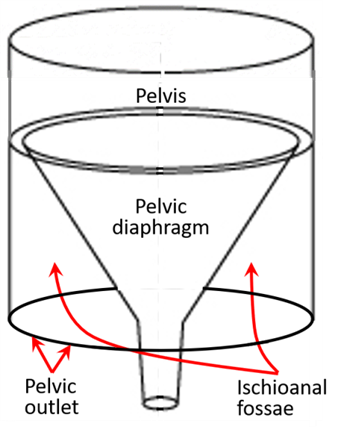 Pelvis
Pelvic
diaphragm
Pelvic
outlet
Ischioanal
fossae